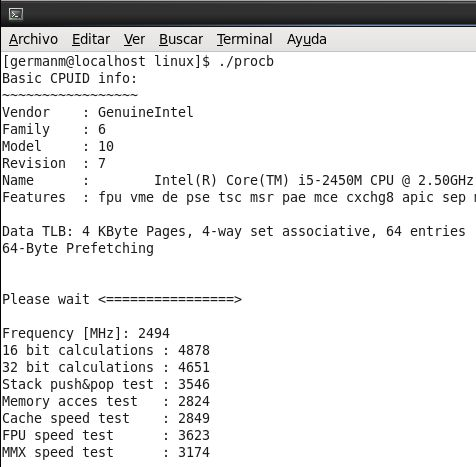 Archivo Editar Ver Buscar Terminal Ayuda
[germanm@localhost linux]$ ./procb
Basic CPUID info:
~~~~~~~~~~~~~~~~~
Vendor    : GenuineIntel
Family    : 6
Model     : 10
Revision  : 7
Name      :        Intel(R) Core(TM) i5-2450M CPU @ 2.50GHz
Features  : fpu vme de pse tsc msr pae mce cxchg8 apic sep
Data TLB: 4 KByte Pages, 4-way set associative, 64 entries
64-Byte Prefetching
Please wait <================>
Frequency [MHz]: 2494
16 bit calculations : 4878
32 bit calculations : 4651
Stack push&pop test : 3546
Memory acces test   : 2824
Cache speed test    : 2849
FPU speed test      : 3623
MMX speed test      : 3174